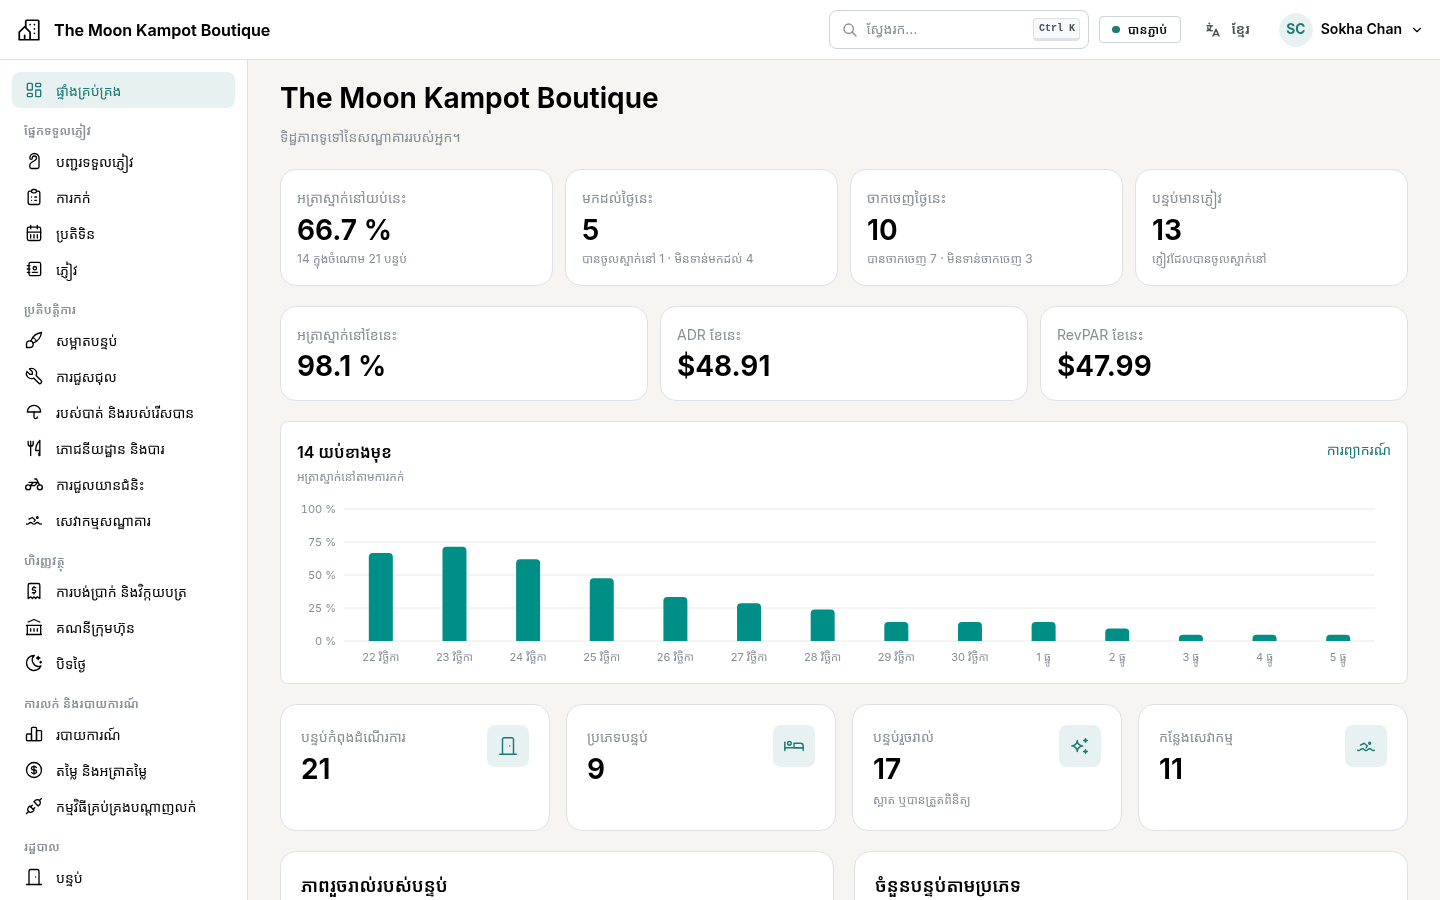 The Moon Kampot Boutique
ស្វែងរក...
Ctrl K
បានភ្ជាប់
ខ្មែរ
SC
Sokha Chan
ផ្ទាំងគ្រប់គ្រង
ផ្នែកទទួលភ្ញៀវ
បញ្ជរទទួលភ្ញៀវ
ការកក់
ប្រតិទិន
ភ្ញៀវ
ប្រតិបត្តិការ
សម្អាតបន្ទប់
ការជួសជុល
របស់បាត់ និងរបស់រើសបាន
ភោជនីយដ្ឋាន និងបារ
ការជួលយានជំនិះ
សេវាកម្មសណ្ឋាគារ
ហិរញ្ញវត្ថុ
ការបង់ប្រាក់ និងវិក្កយបត្រ
គណនីក្រុមហ៊ុន
បិទថ្ងៃ
ការលក់ និងរបាយការណ៍
របាយការណ៍
តម្លៃ និងអត្រាតម្លៃ
កម្មវិធីគ្រប់គ្រងបណ្តាញលក់
រដ្ឋបាល
បន្ទប់
The Moon Kampot Boutique
ទិដ្ឋភាពទូទៅនៃសណ្ឋាគាររបស់អ្នក។
អត្រាស្នាក់នៅយប់នេះ
66.7 %
14 ក្នុងចំណោម 21 បន្ទប់
មកដល់ថ្ងៃនេះ
5
បានចូលស្នាក់នៅ 1 · មិនទាន់មកដល់ 4
ចាកចេញថ្ងៃនេះ
10
បានចាកចេញ 7 · មិនទាន់ចាកចេញ 3
បន្ទប់មានភ្ញៀវ
13
ភ្ញៀវដែលបានចូលស្នាក់នៅ
អត្រាស្នាក់នៅខែនេះ
98.1 %
ADR ខែនេះ
$48.91
RevPAR ខែនេះ
$47.99
14 យប់ខាងមុខ
ការព្យាករណ៍
អត្រាស្នាក់នៅតាមការកក់
100 %
75 %
50 %
25 %
0 %
22 វិច្ឆិកា
23 វិច្ឆិកា
24 វិច្ឆិកា
25 វិច្ឆិកា
26 វិច្ឆិកា
27 វិច្ឆិកា
28 វិច្ឆិកា
29 វិច្ឆិកា
30 វិច្ឆិកា
1 ធ្នូ
2 ធ្នូ
3 ធ្នូ
4 ធ្នូ
5 ធ្នូ
បន្ទប់កំពុងដំណើរការ
21
ប្រភេទបន្ទប់
9
បន្ទប់រួចរាល់
17
ស្អាត ឬបានត្រួតពិនិត្យ
កន្លែងសេវាកម្ម
11
ភាពរួចរាល់របស់បន្ទប់
ចំនួនបន្ទប់តាមប្រភេទ